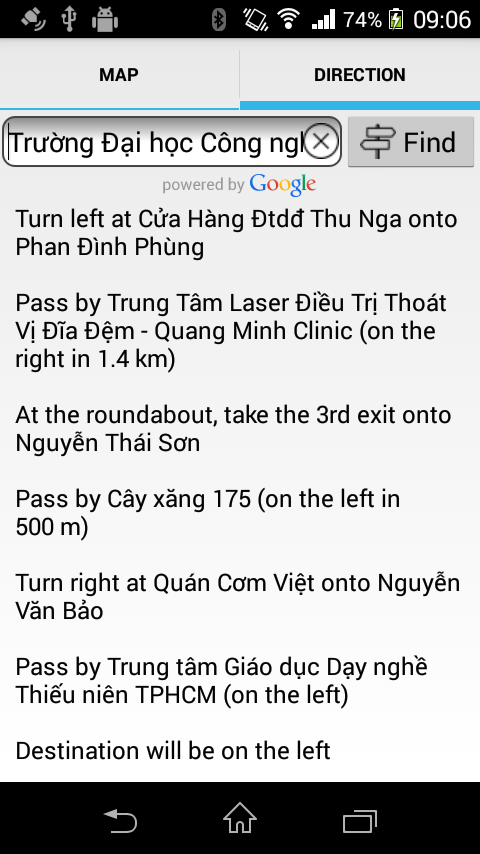 74% 09:06
MAP DIRECTION
Trường Đại học Công Find
powered by Google
Turn left at Cửa Hàng Đtdđ Thu Nga onto
Phan Đình Phùng
Pass by Trung Tâm Laser Điều Trị Thoát
Vị Đĩa Đệm - Quang Minh Clinic (on the
right in 1.4 km)
At the roundabout, take the 3rd exit onto
Nguyễn Thái Sơn
Pass by Cây xăng 175 (on the left in
500 m)
Turn right at Quán Cơm Việt onto Nguyễn
Văn Bảo
Pass by Trung tâm Giáo dục Dạy nghề
Thiếu niên TPHCM (on the left)
Destination will be on the left